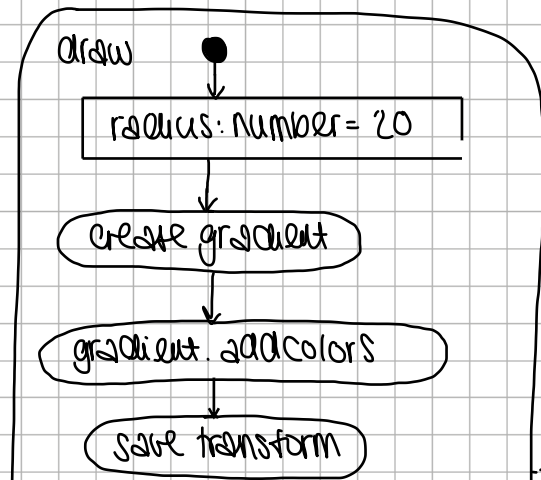 draw
radius: number = 20
create gradient
gradient.addcolors
save transform